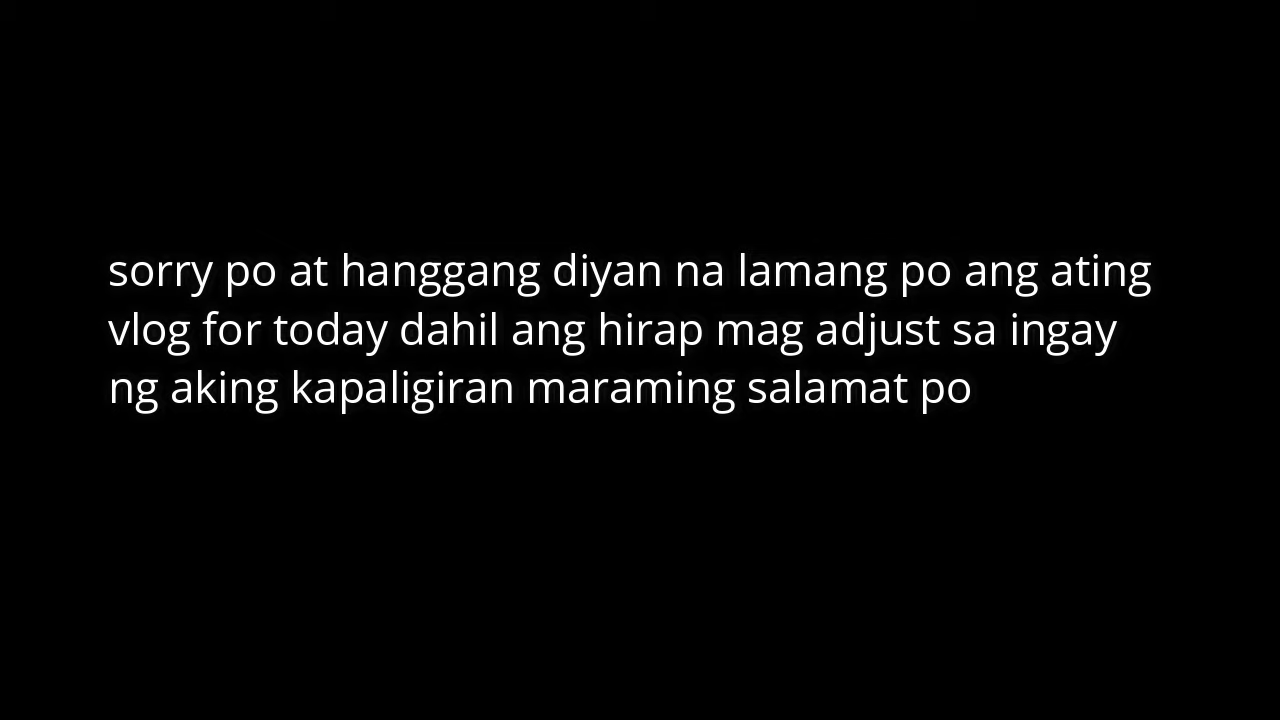 sorry po at hanggang diyan na lamang po ang ating
vlog for today dahil ang hirap mag adjust sa ingay
ng aking kapaligiran maraming salamat po